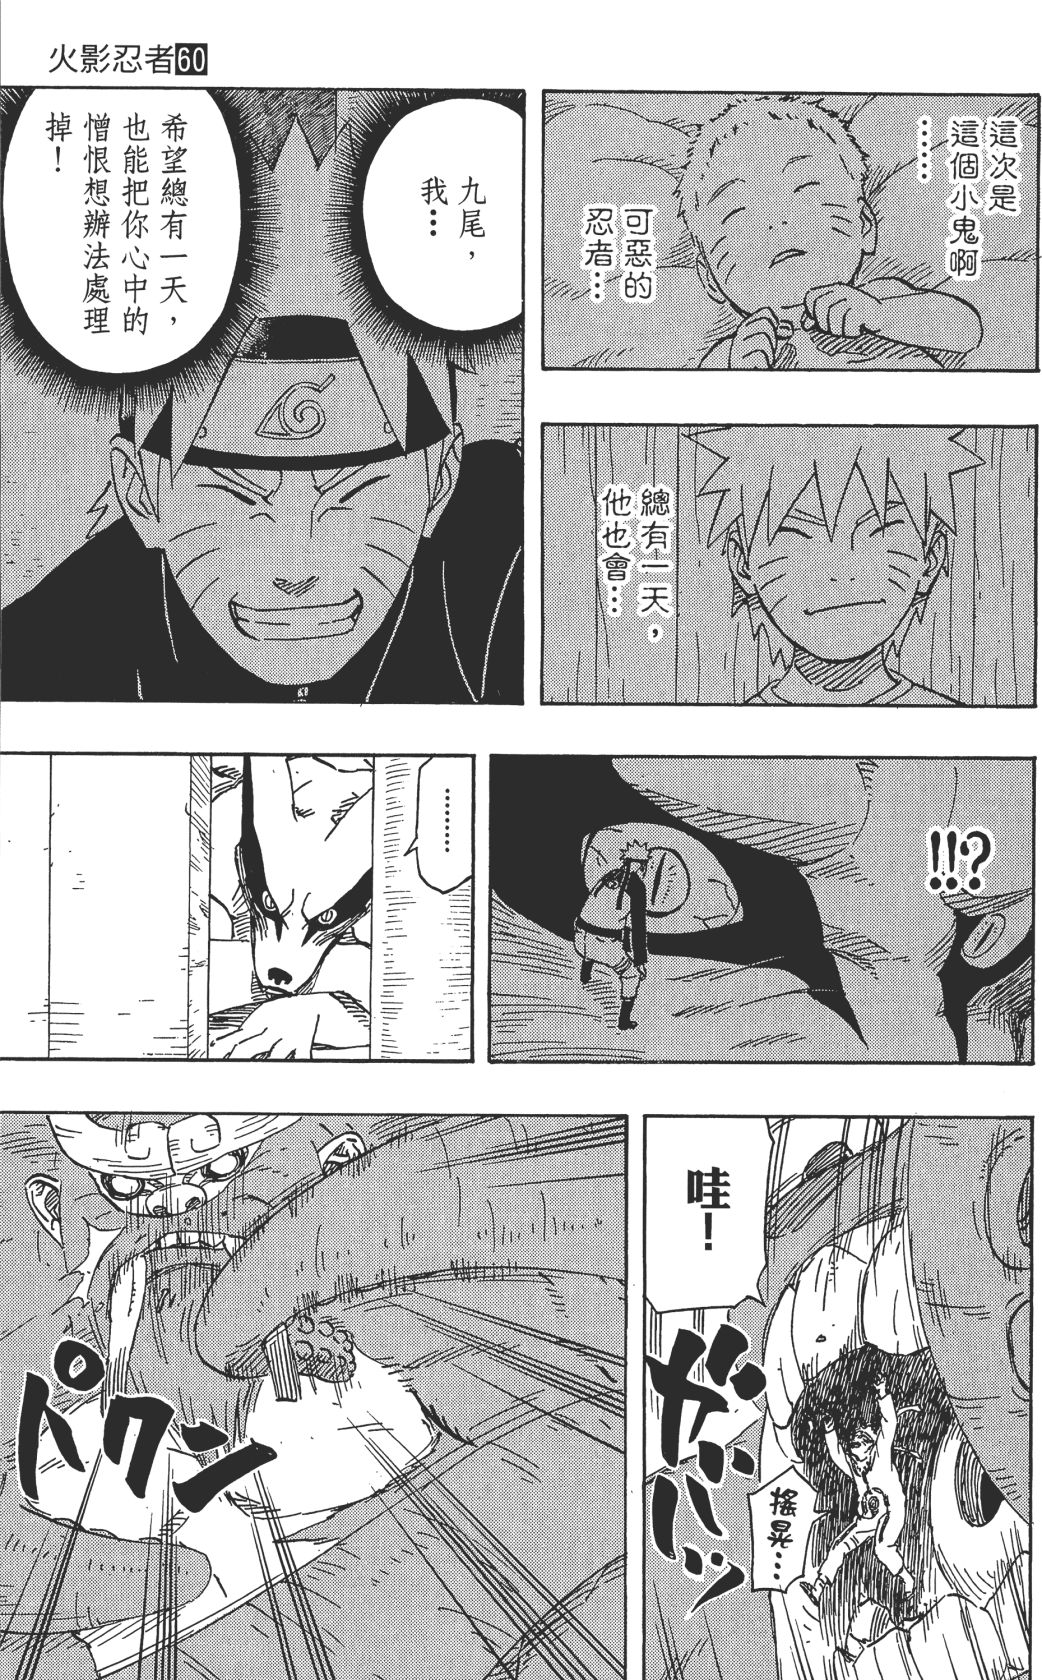 火影忍者60
這次是
這個小鬼啊
⋯⋯
可惡的
忍者⋯
總有一天，
他也會⋯
九尾，
我⋯
希望總有一天，
也能把你心中的
憎恨想辦法處理
掉！
!!?
⋯⋯⋯
哇！
搖晃⋯
ガバッ
パクン